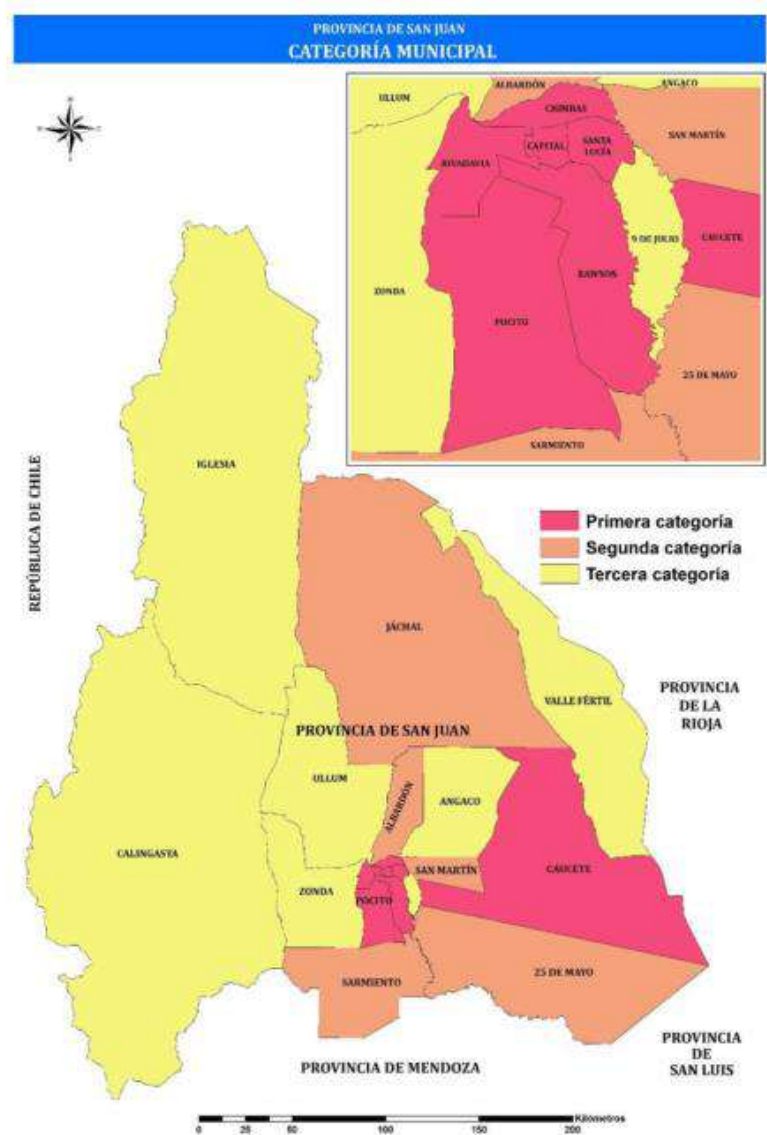 PROVINCIA DE SAN JUAN
CATEGORÍA MUNICIPAL
ULLUM
ALBARDÓN
ANGACO
CHIMBAS
SAN MARTÍN
CAPITAL
SANTA
LUCÍA
RIVADAVIA
9 DE JULIO
CAUCETE
ZONDA
RAWSON
POCITO
25 DE MAYO
SARMIENTO
IGLESIA
REPÚBLUCA DE CHILE
Primera categoría
Segunda categoría
Tercera categoría
JÁCHAL
VALLE FÉRTIL
PROVINCIA
DE LA
RIOJA
PROVINCIA DE SAN JUAN
ULLUM
ALBARDÓN
ANGACO
CALINGASTA
SAN MARTÍN
CAUCETE
ZONDA
POCITO
25 DE MAYO
SARMIENTO
PROVINCIA
DE
SAN LUIS
PROVINCIA DE MENDOZA
Kilometros
0 25 50 100 150 200